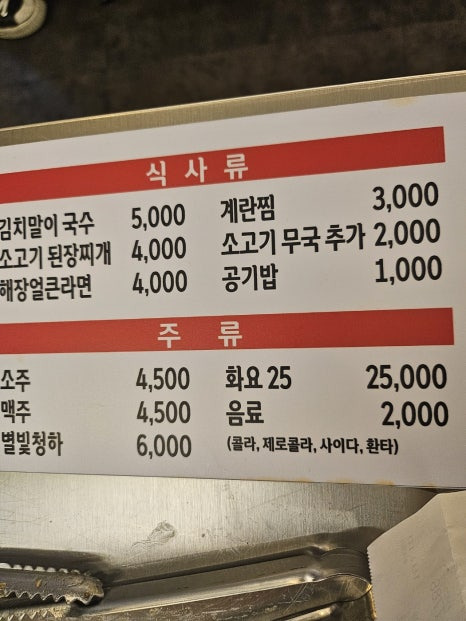 식사류
김치말이 국수 5,000 계란찜 3,000
소고기 된장찌개 4,000 소고기 무국 추가 2,000
해장얼큰라면 4,000 공기밥 1,000
주류
소주 4,500 화요 25 25,000
맥주 4,500 음료 2,000
별빛청하 6,000 (콜라, 제로콜라, 사이다, 환타)